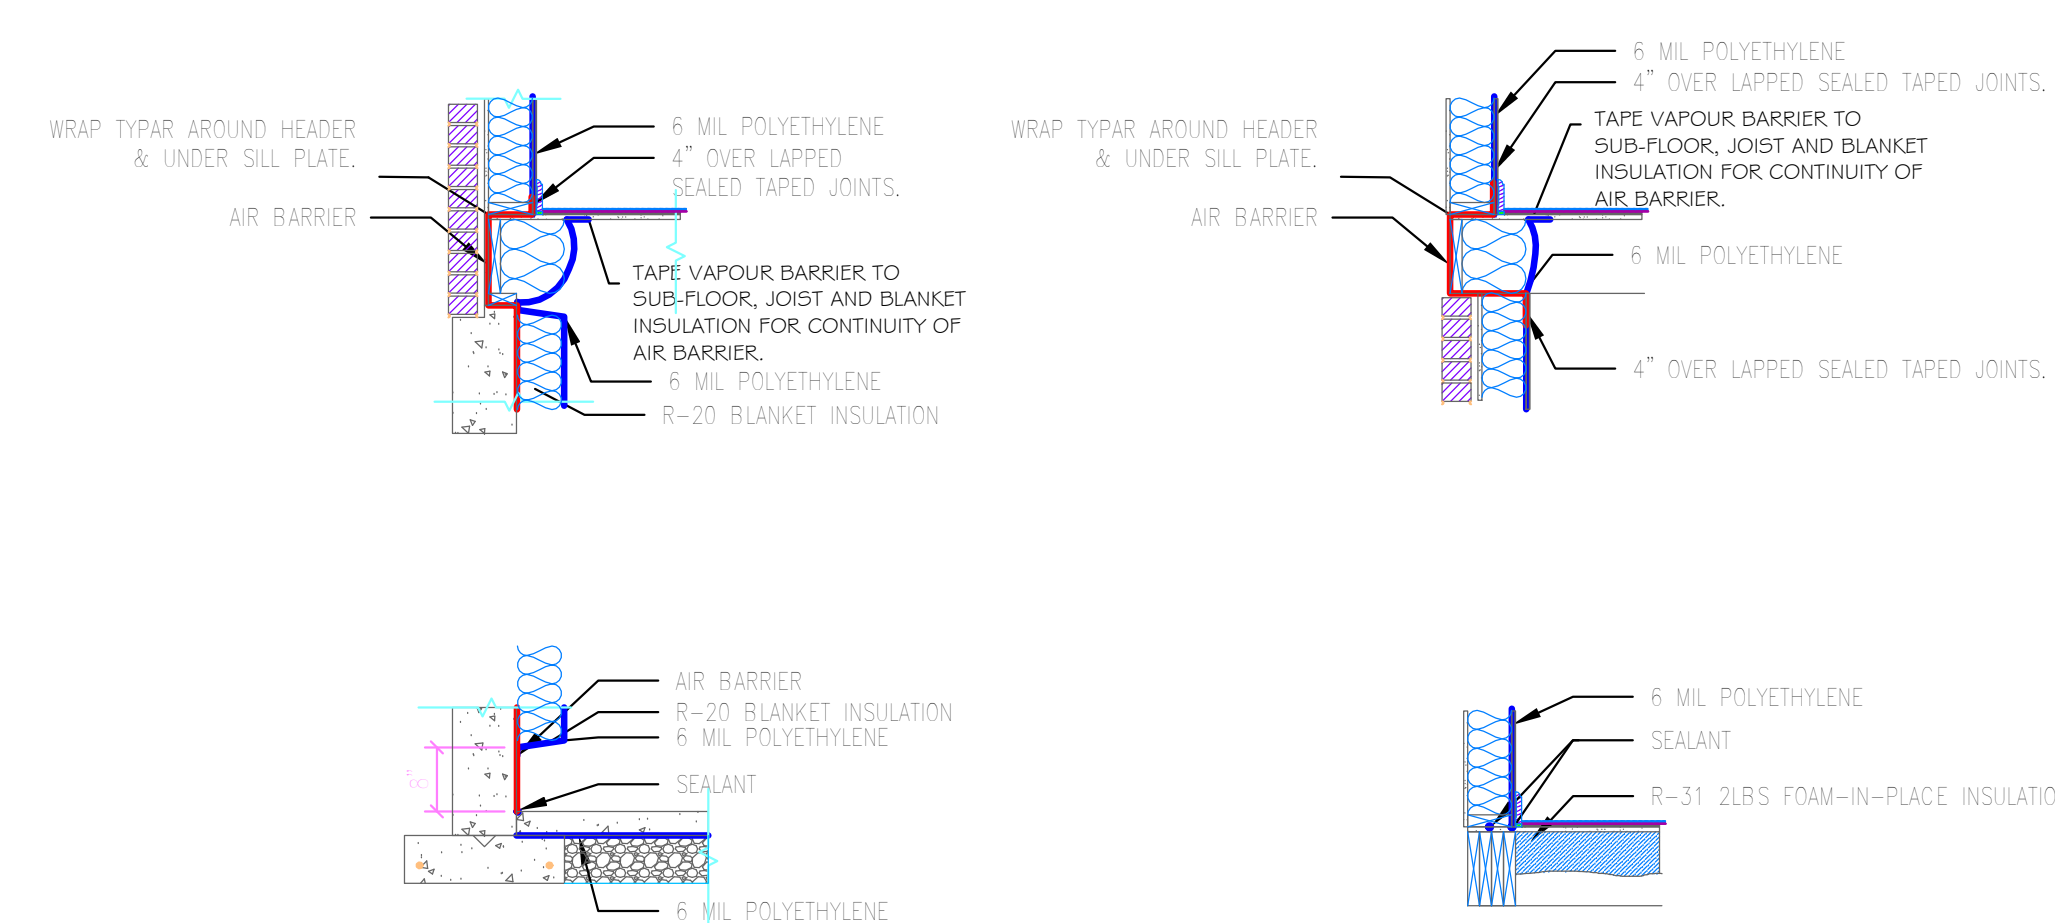 WRAP TYPAR AROUND HEADER
& UNDER SILL PLATE.
AIR BARRIER
6 MIL POLYETHYLENE
4" OVER LAPPED
SEALED TAPED JOINTS.
TAPE VAPOUR BARRIER TO
SUB-FLOOR, JOIST AND BLANKET
INSULATION FOR CONTINUITY OF
AIR BARRIER.
6 MIL POLYETHYLENE
R-20 BLANKET INSULATION
WRAP TYPAR AROUND HEADER
& UNDER SILL PLATE.
AIR BARRIER
6 MIL POLYETHYLENE
4" OVER LAPPED SEALED TAPED JOINTS.
TAPE VAPOUR BARRIER TO
SUB-FLOOR, JOIST AND BLANKET
INSULATION FOR CONTINUITY OF
AIR BARRIER.
6 MIL POLYETHYLENE
4" OVER LAPPED SEALED TAPED JOINTS.
AIR BARRIER
R-20 BLANKET INSULATION
6 MIL POLYETHYLENE
8"
SEALANT
6 MIL POLYETHYLENE
6 MIL POLYETHYLENE
SEALANT
R-31 2LBS FOAM-IN-PLACE INSULATIO